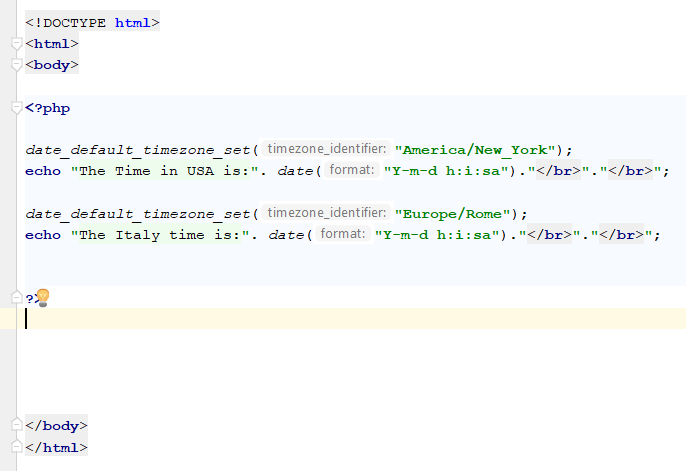 <!DOCTYPE html>
<html>
<body>
<?php
date_default_timezone_set( timezone_identifier: "America/New_York");
echo "The Time in USA is:". date( format: "Y-m-d h:i:sa")."</br>"."</br>";
date_default_timezone_set( timezone_identifier: "Europe/Rome");
echo "The Italy time is:". date( format: "Y-m-d h:i:sa")."</br>"."</br>";
?>
</body>
</html>